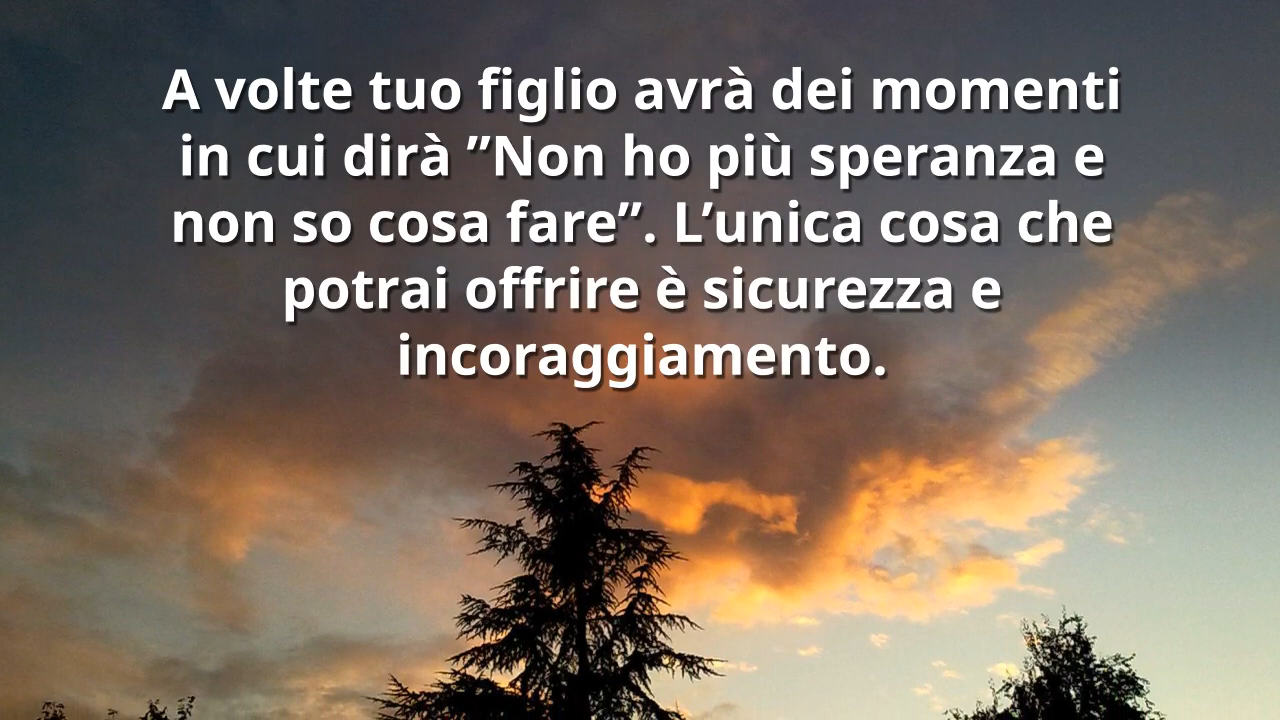 A volte tuo figlio avrà dei momenti
in cui dirà ”Non ho più speranza e
non so cosa fare”. L’unica cosa che
potrai offrire è sicurezza e
incoraggiamento.